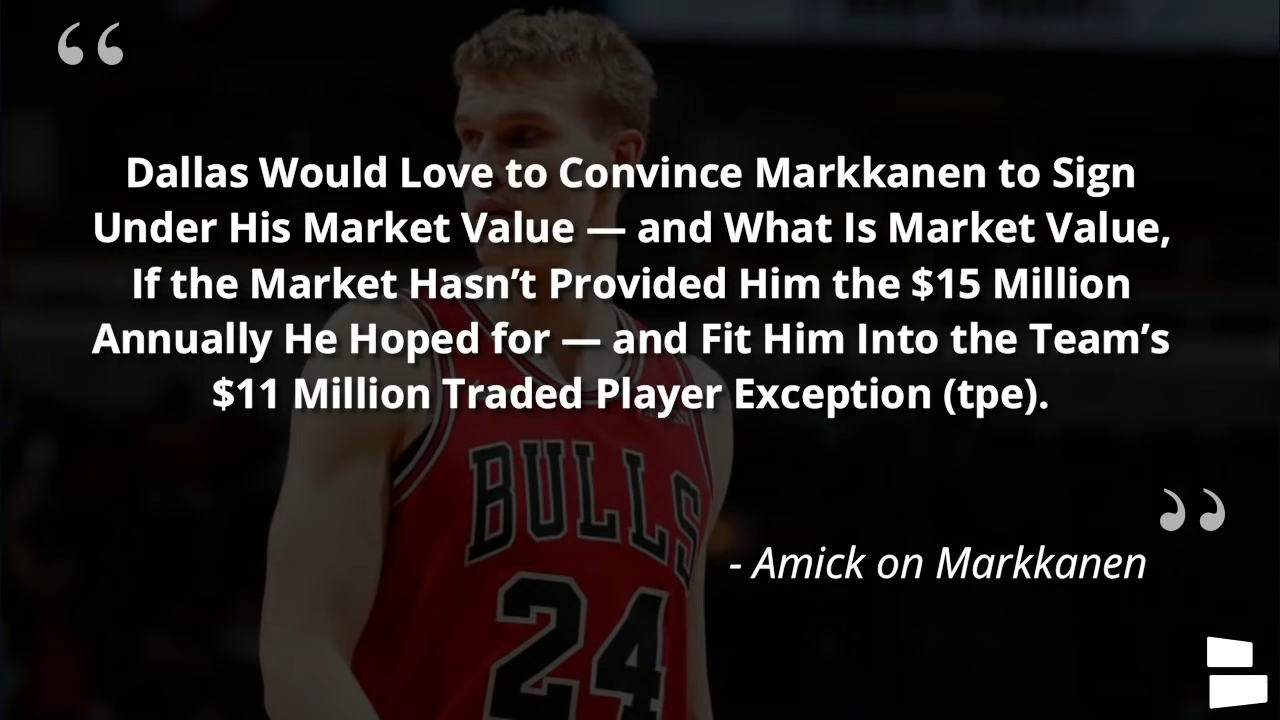 “
Dallas Would Love to Convince Markkanen to Sign
Under His Market Value — and What Is Market Value,
If the Market Hasn’t Provided Him the $15 Million
Annually He Hoped for — and Fit Him Into the Team’s
$11 Million Traded Player Exception (tpe).
”
- Amick on Markkanen
BULLS
24